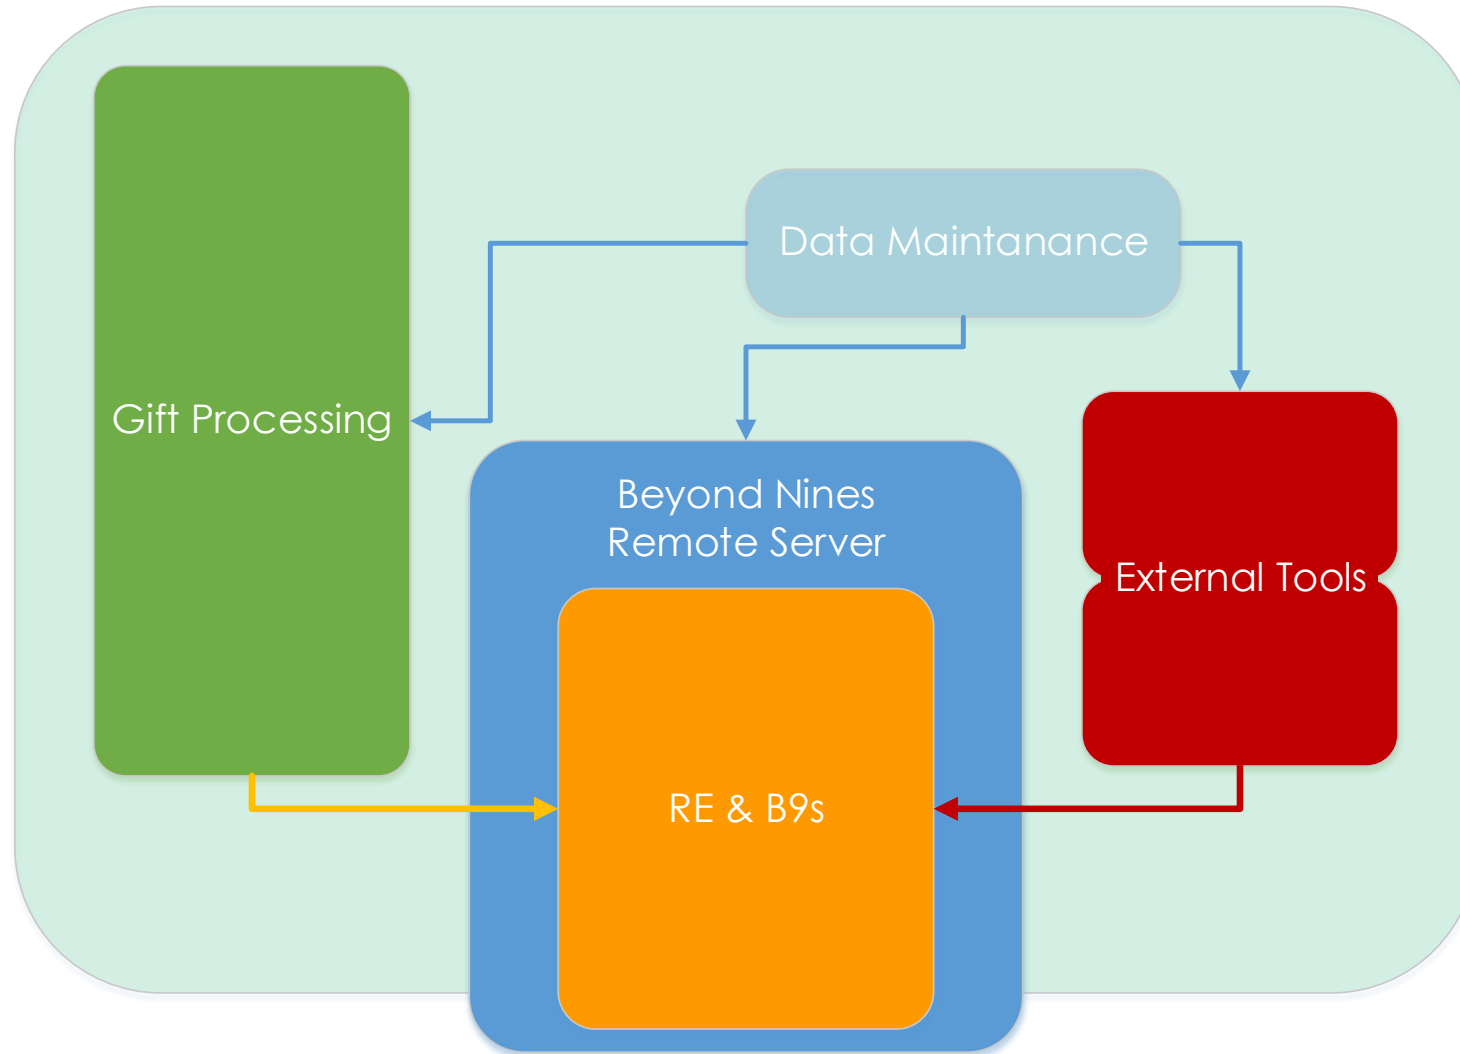 Data Maintanance
Gift Processing
Beyond Nines
Remote Server
External Tools
RE & B9s